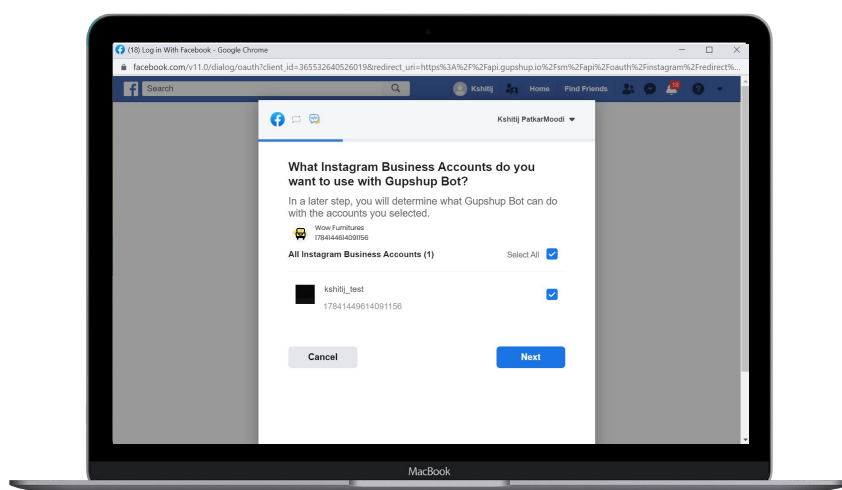 (18) Log in With Facebook - Google Chrome
facebook.com/v11.0/dialog/oauth?client_id=365532640526019&redirect_uri=https%3A%2F%2Fapi.gupshup.io%2Fsm%2Fapi%2Foauth%2Finstagram%2Fredirect%...
Search
Kshitij
Home
Find Friends
18
Kshitij PatkarMoodi
What Instagram Business Accounts do you
want to use with Gupshup Bot?
In a later step, you will determine what Gupshup Bot can do
with the accounts you selected.
Wow Furnitures
1784144614091156
All Instagram Business Accounts (1) Select All
kshitij_test
17841449614091156
Cancel Next
MacBook